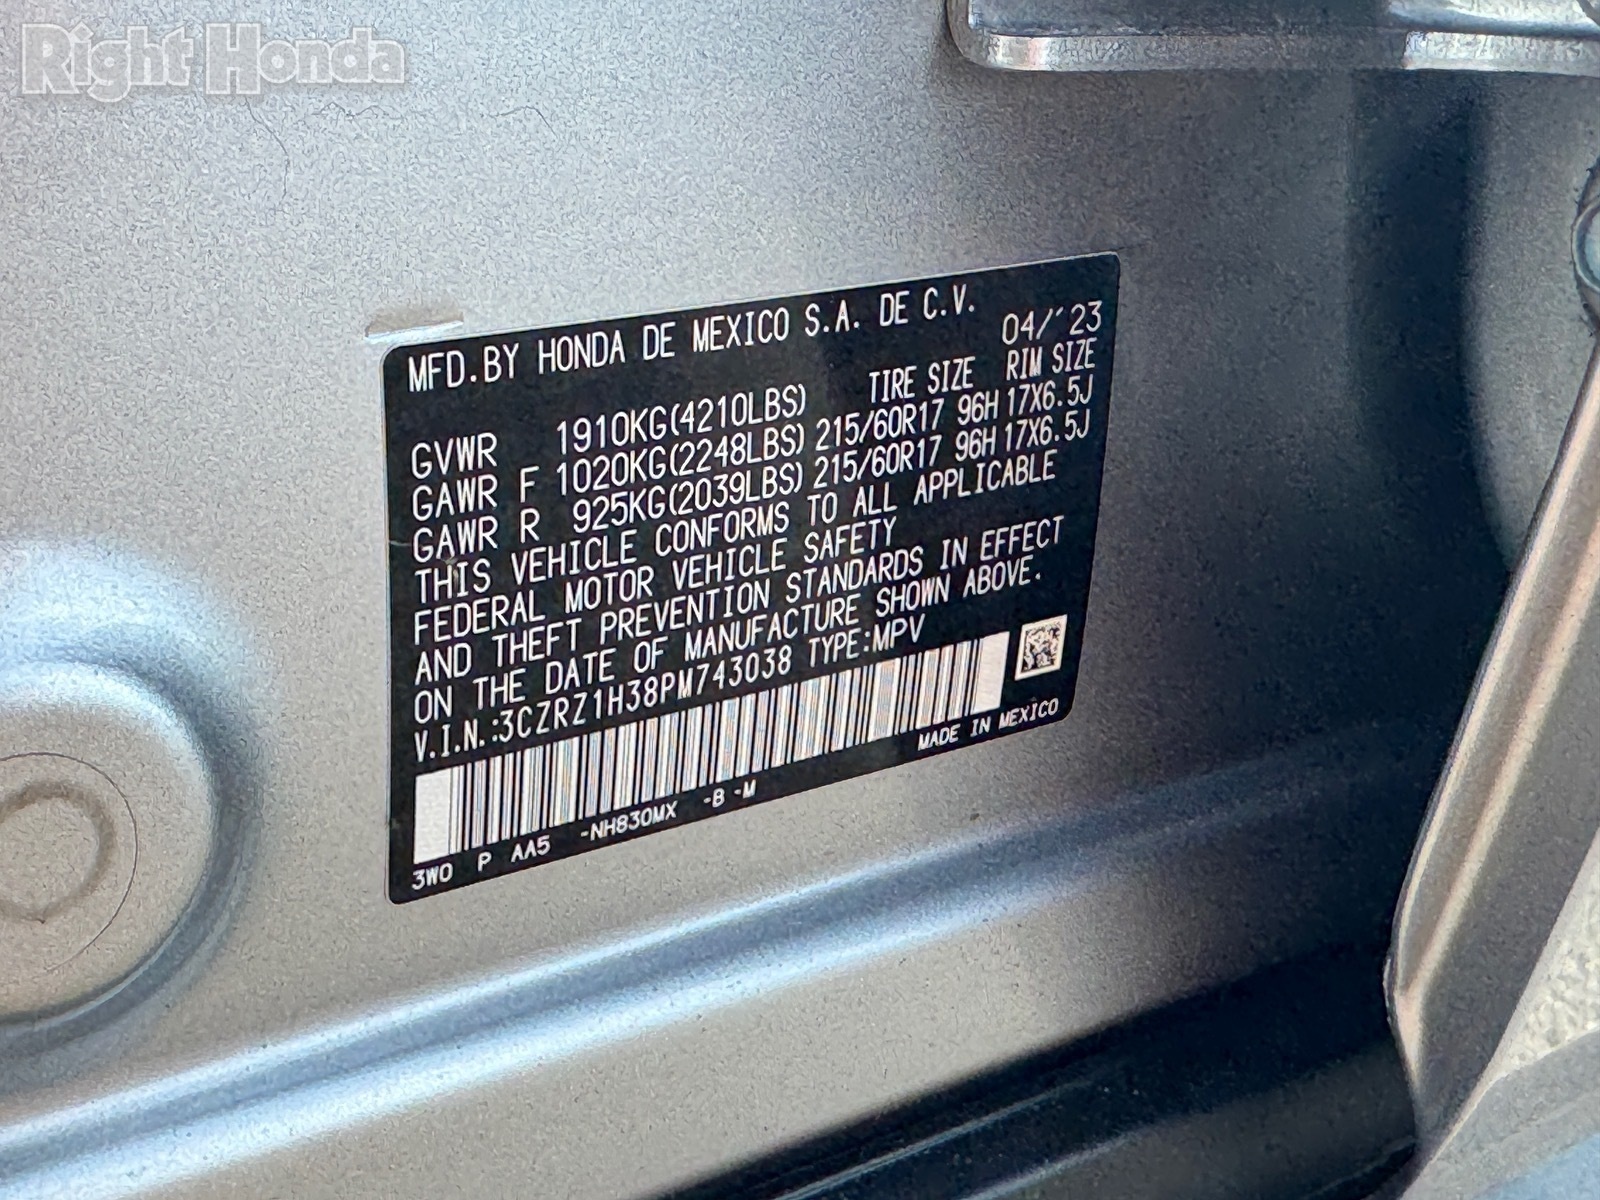 Right Honda
MFD.BY HONDA DE MEXICO S.A. DE C.V.
04/'23
TIRE SIZE RIM SIZE
GVWR 1910KG(4210LBS)
GAWR F 1020KG(2248LBS) 215/60R17 96H 17X6.5J
GAWR R 925KG(2039LBS) 215/60R17 96H 17X6.5J
THIS VEHICLE CONFORMS TO ALL APPLICABLE
FEDERAL MOTOR VEHICLE SAFETY
AND THEFT PREVENTION STANDARDS IN EFFECT
ON THE DATE OF MANUFACTURE SHOWN ABOVE.
V.I.N.:3CZRZ1H38PM743038 TYPE:MPV
MADE IN MEXICO
3W0 P AA5 -NH830MX -B -M